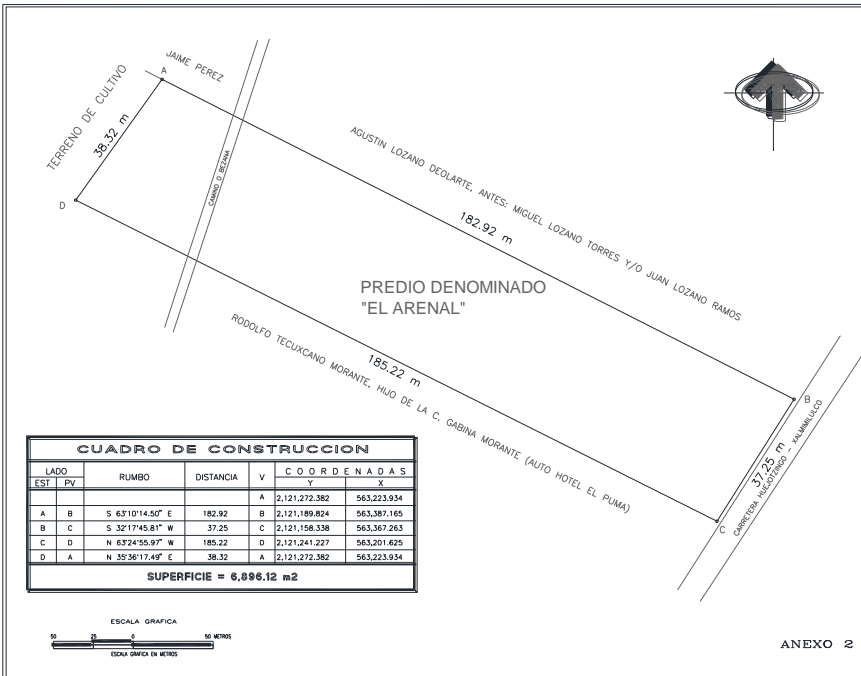 JAIME PEREZ
A
TERRENO DE CULTIVO
38.32 m
D
CAMINO O BEZANA
AGUSTIN LOZANO DEOLARTE, ANTES: MIGUEL LOZANO TORRES Y/O JUAN LOZANO RAMOS
182.92 m
PREDIO DENOMINADO
"EL ARENAL"
RODOLFO TECUXCANO MORANTE, HIJO DE LA C. GABINA MORANTE (AUTO HOTEL EL PUMA)
185.22 m
B
37.25 m
CARRETERA HUEJOTZINGO _ XALMIMILULCO
C
CUADRO DE CONSTRUCCION
LADO RUMBO DISTANCIA V COORDENADAS
EST PV Y X
A 2,121,272.382 563,223.934
A B S 63°10'14.50" E 182.92 B 2,121,189.824 563,387.165
B C S 32°17'45.81" W 37.25 C 2,121,158.338 563,367.263
C D N 63°24'55.97" W 185.22 D 2,121,241.227 563,201.625
D A N 35°36'17.49" E 38.32 A 2,121,272.382 563,223.934
SUPERFICIE = 6,896.12 m2
ESCALA GRAFICA
50 25 0 50 METROS
ESCALA GRAFICA EN METROS
ANEXO 2